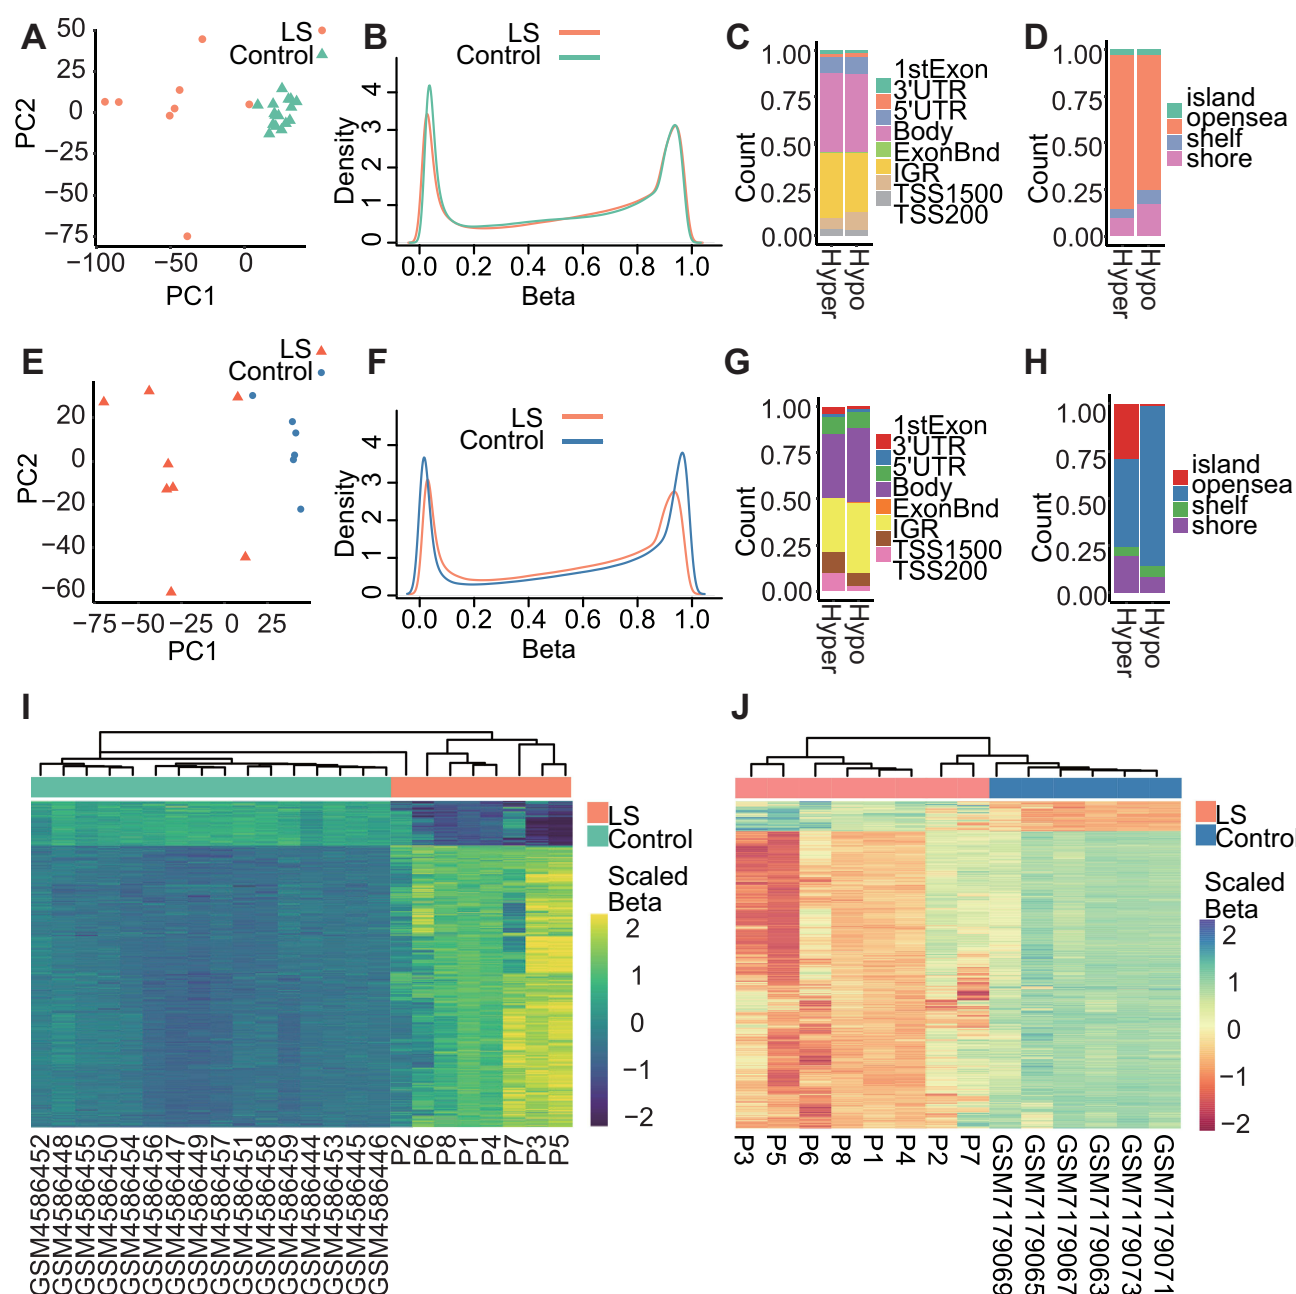 A
50
25
0
−25
−50
−75
PC2
−100
−50
0
PC1
LS
Control
B
LS
Control
Density
4
3
2
1
0
0.0
0.2
0.4
0.6
0.8
1.0
Beta
C
Count
1.00
0.75
0.50
0.25
0.00
Hyper
Hypo
1stExon
3'UTR
5'UTR
Body
ExonBnd
IGR
TSS1500
TSS200
D
Count
1.00
0.75
0.50
0.25
0.00
Hyper
Hypo
island
opensea
shelf
shore
E
LS
Control
PC2
20
0
−20
−40
−60
−75
−50
−25
0
25
PC1
F
LS
Control
Density
4
3
2
1
0
0.0
0.2
0.4
0.6
0.8
1.0
Beta
G
Count
1.00
0.75
0.50
0.25
0.00
Hyper
Hypo
1stExon
3'UTR
5'UTR
Body
ExonBnd
IGR
TSS1500
TSS200
H
Count
1.00
0.75
0.50
0.25
0.00
Hyper
Hypo
island
opensea
shelf
shore
I
LS
Control
Scaled
Beta
2
1
0
−1
−2
GSM4586452
GSM4586448
GSM4586455
GSM4586450
GSM4586454
GSM4586456
GSM4586447
GSM4586449
GSM4586457
GSM4586451
GSM4586458
GSM4586459
GSM4586444
GSM4586453
GSM4586445
GSM4586446
P2
P6
P8
P1
P4
P7
P3
P5
J
LS
Control
Scaled
Beta
2
1
0
−1
−2
P3
P5
P6
P8
P1
P4
P2
P7
GSM7179069
GSM7179065
GSM7179067
GSM7179063
GSM7179073
GSM7179071